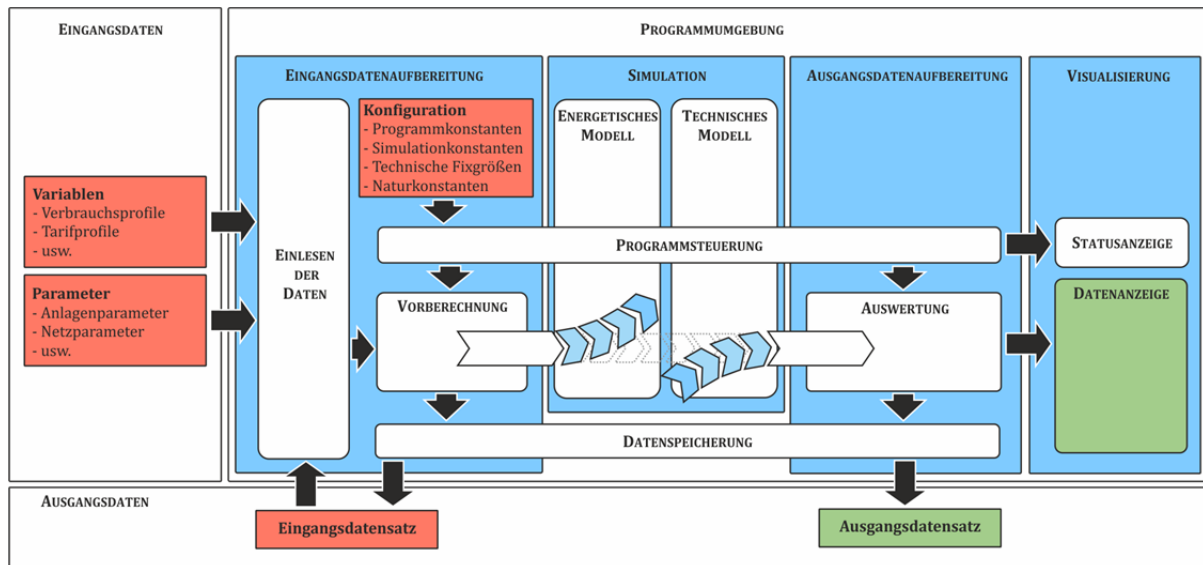 EINGANGSDATEN
PROGRAMMUMGEBUNG
EINGANGSDATENAUFBEREITUNG
SIMULATION
AUSGANGSDATENAUFBEREITUNG
VISUALISIERUNG
Variablen
- Verbrauchsprofile
- Tarifprofile
- usw.
Parameter
- Anlagenparameter
- Netzparameter
- usw.
EINLESEN
DER
DATEN
Konfiguration
- Programmkonstanten
- Simulationkonstanten
- Technische Fixgrößen
- Naturkonstanten
ENERGETISCHES
MODELL
TECHNISCHES
MODELL
PROGRAMMSTEUERUNG
STATUSANZEIGE
VORBERECHNUNG
AUSWERTUNG
DATENANZEIGE
DATENSPEICHERUNG
AUSGANGSDATEN
Eingangsdatensatz
Ausgangsdatensatz